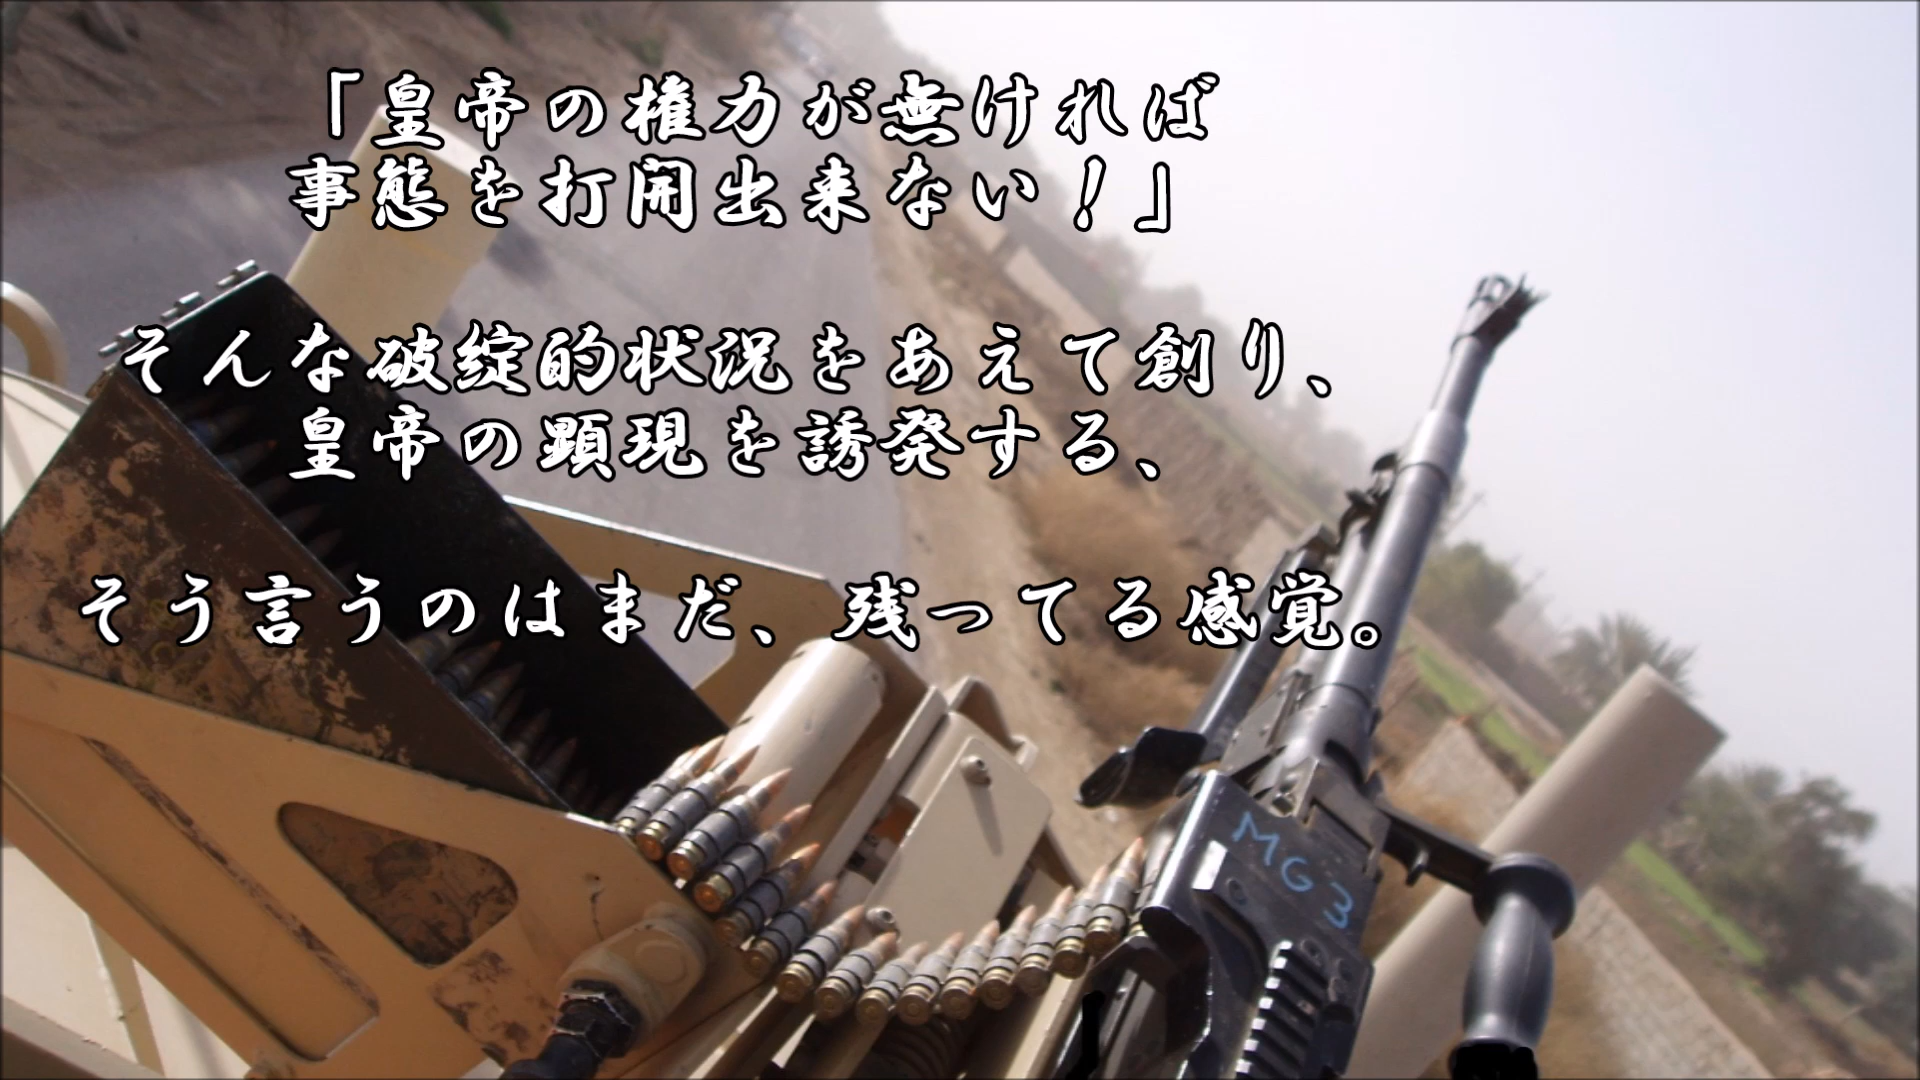 「皇帝の権力が無ければ
事態を打開出来ない！」
そんな破綻的状況をあえて創り、
皇帝の顕現を誘発する、
そう言うのはまだ、残ってる感覚。
MG3